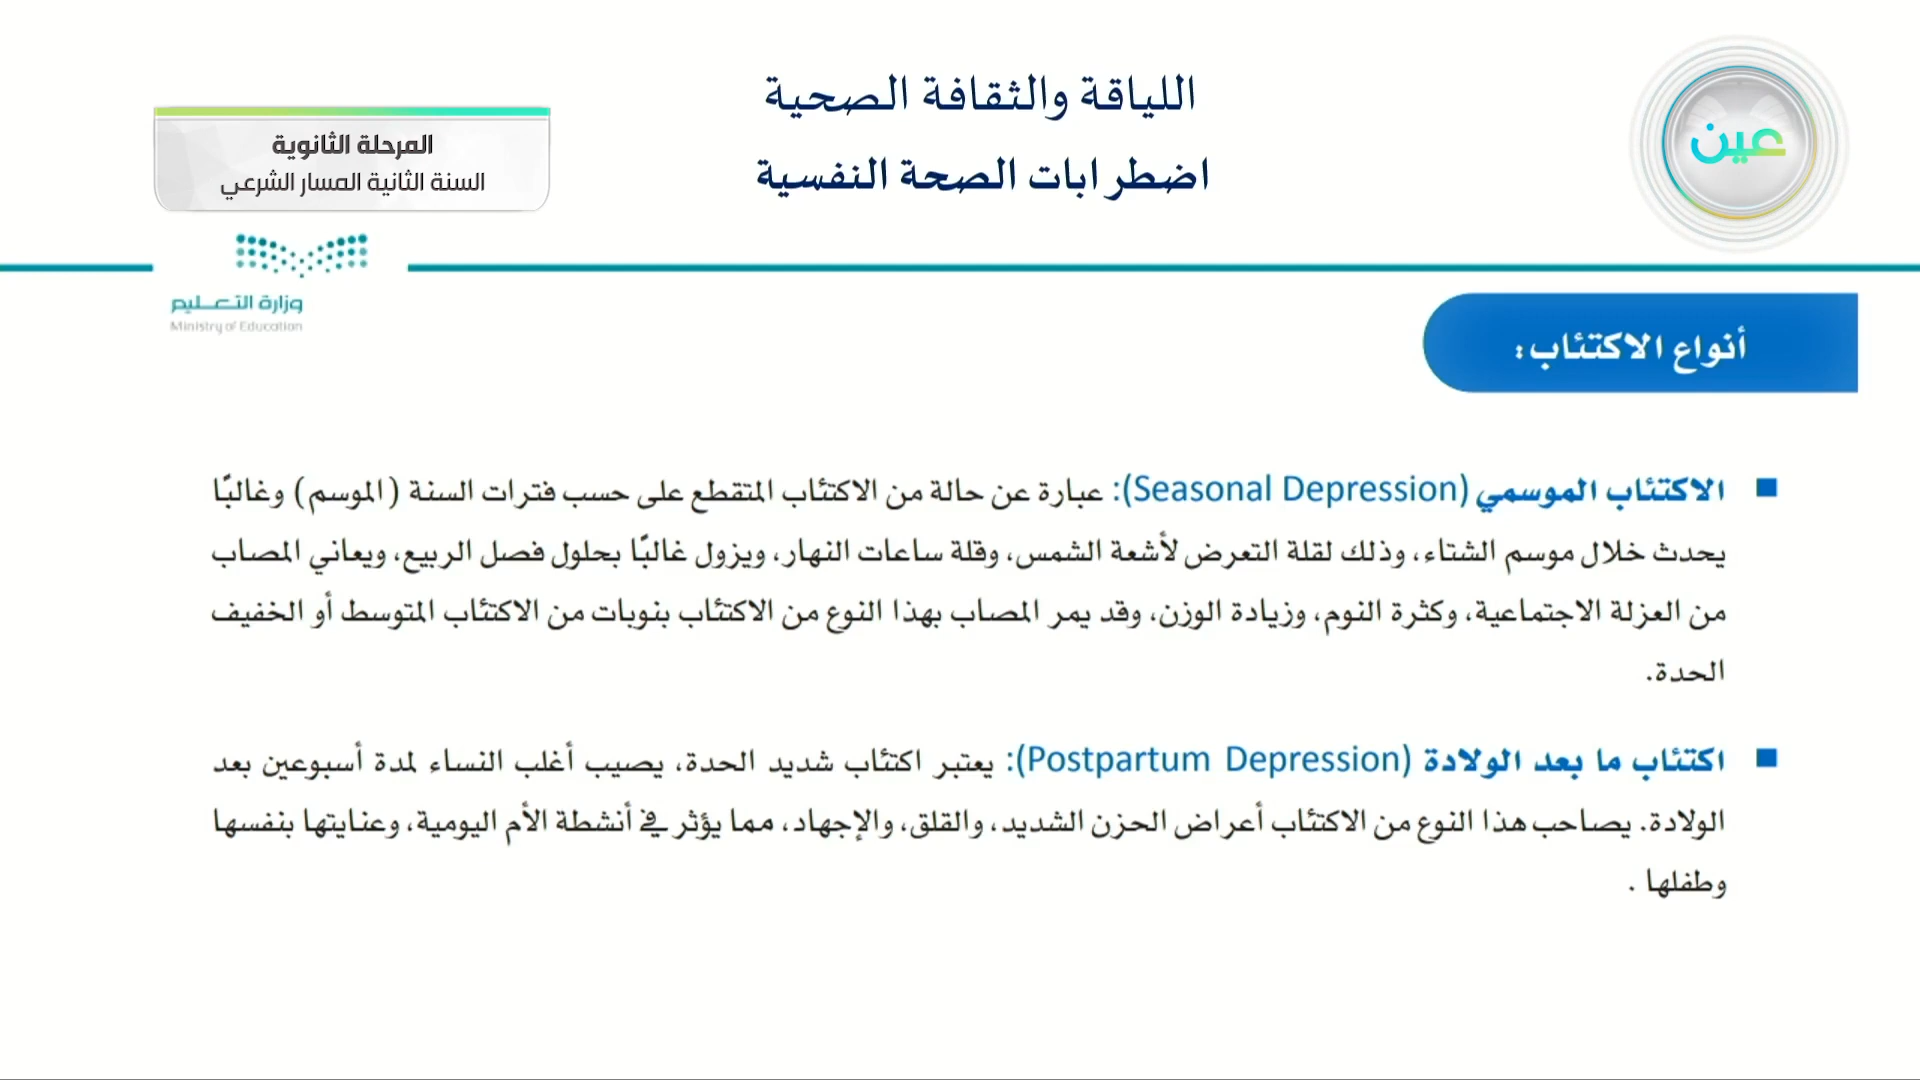 اللياقة والثقافة الصحية
اضطرابات الصحة النفسية
عين
المرحلة الثانوية
السنة الثانية المسار الشرعي
وزارة التعليم
Ministry of Education
أنواع الاكتئاب:
■ الاكتئاب الموسمي (Seasonal Depression): عبارة عن حالة من الاكتئاب المتقطع على حسب فترات السنة (الموسم) وغالبًا
يحدث خلال موسم الشتاء، وذلك لقلة التعرض لأشعة الشمس، وقلة ساعات النهار، ويزول غالبًا بحلول فصل الربيع، ويعاني المصاب
من العزلة الاجتماعية، وكثرة النوم، وزيادة الوزن، وقد يمر المصاب بهذا النوع من الاكتئاب بنوبات من الاكتئاب المتوسط أو الخفيف
الحدة.
■ اكتئاب ما بعد الولادة (Postpartum Depression): يعتبر اكتئاب شديد الحدة، يصيب أغلب النساء لمدة أسبوعين بعد
الولادة. يصاحب هذا النوع من الاكتئاب أعراض الحزن الشديد، والقلق، والإجهاد، مما يؤثر في أنشطة الأم اليومية، وعنايتها بنفسها
وطفلها .